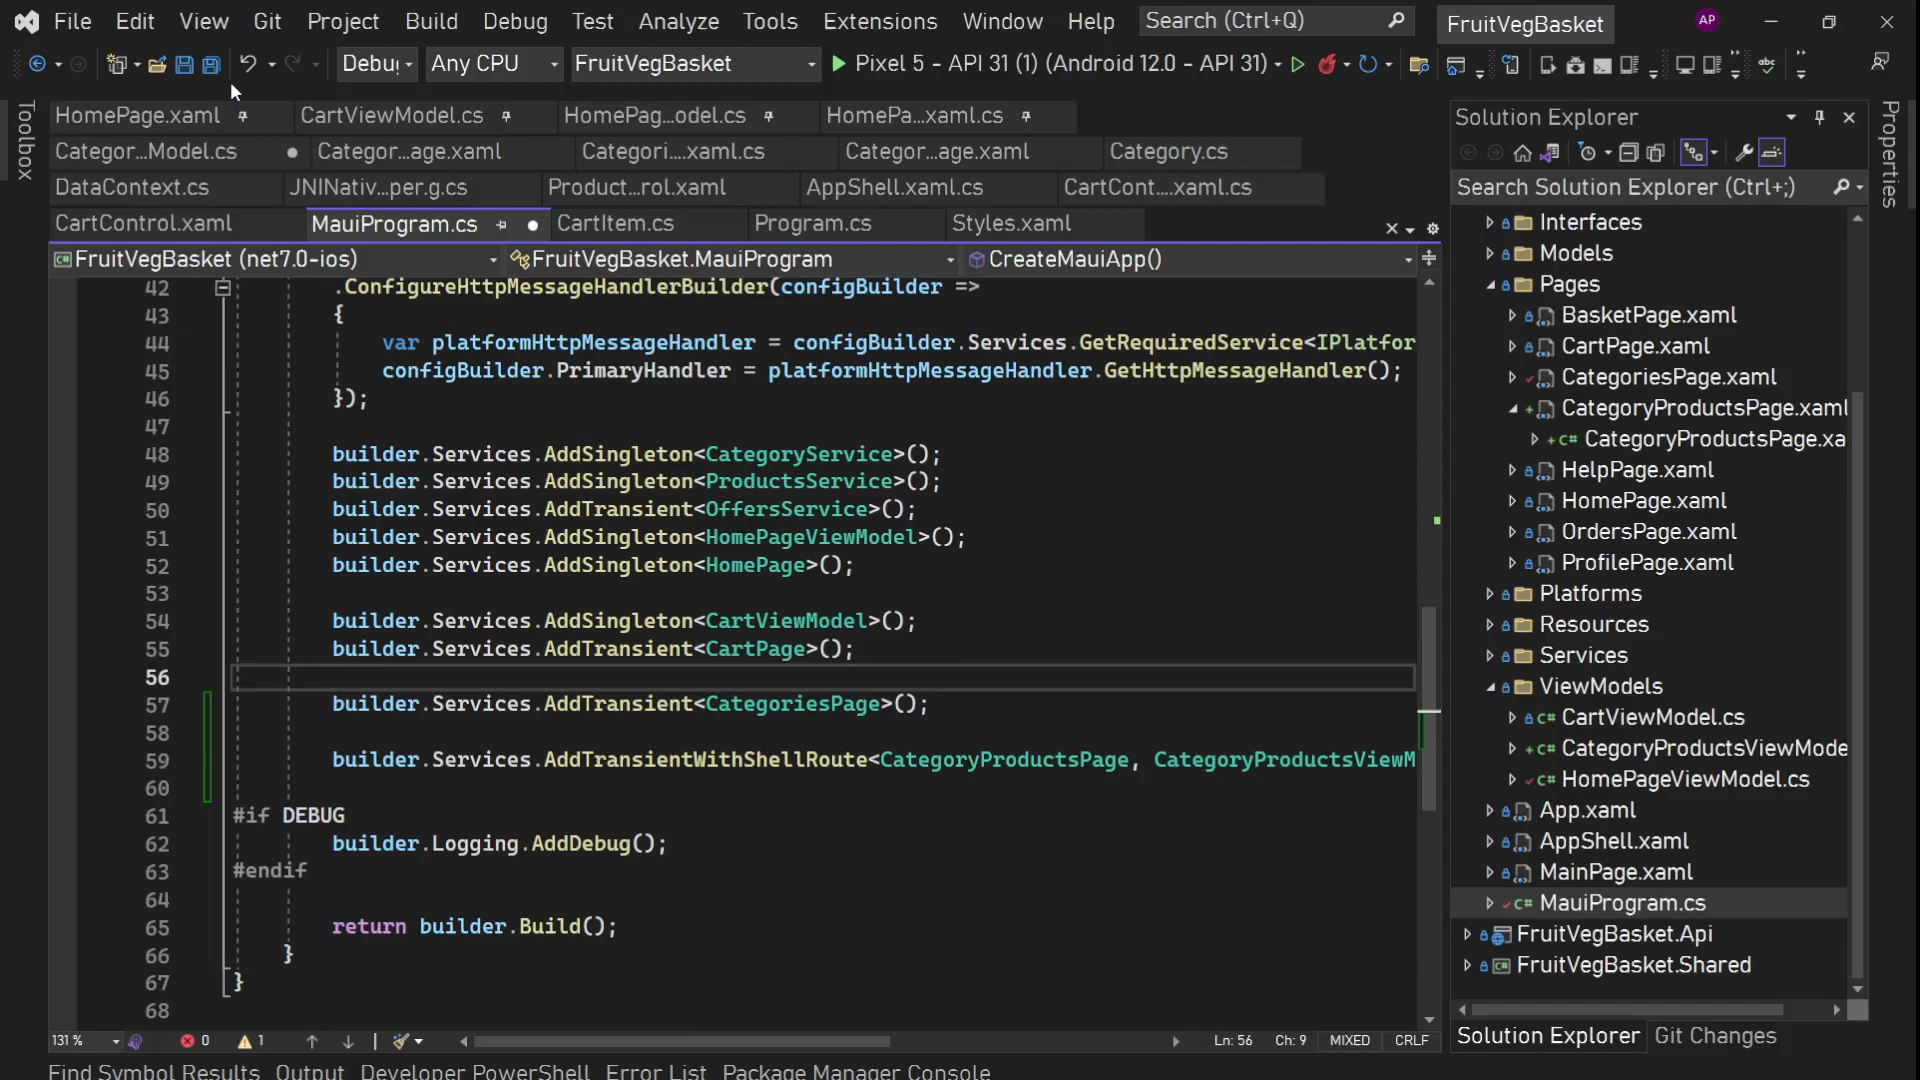 File Edit View Git Project Build Debug Test Analyze Tools Extensions Window Help Search (Ctrl+Q) FruitVegBasket AP
Debug Any CPU FruitVegBasket Pixel 5 - API 31 (1) (Android 12.0 - API 31)
Toolbox
HomePage.xaml CartViewModel.cs HomePag...odel.cs HomePa...xaml.cs
Categor...Model.cs Categor...age.xaml Categori....xaml.cs Categor...age.xaml Category.cs
DataContext.cs JNINativ...per.g.cs Product...rol.xaml AppShell.xaml.cs CartCont....xaml.cs
CartControl.xaml MauiProgram.cs CartItem.cs Program.cs Styles.xaml
FruitVegBasket (net7.0-ios) FruitVegBasket.MauiProgram CreateMauiApp()
42 .ConfigureHttpMessageHandlerBuilder(configBuilder =>
43 {
44 var platformHttpMessageHandler = configBuilder.Services.GetRequiredService<IPlatfor
45 configBuilder.PrimaryHandler = platformHttpMessageHandler.GetHttpMessageHandler();
46 });
47
48 builder.Services.AddSingleton<CategoryService>();
49 builder.Services.AddSingleton<ProductsService>();
50 builder.Services.AddTransient<OffersService>();
51 builder.Services.AddSingleton<HomePageViewModel>();
52 builder.Services.AddSingleton<HomePage>();
53
54 builder.Services.AddSingleton<CartViewModel>();
55 builder.Services.AddTransient<CartPage>();
56
57 builder.Services.AddTransient<CategoriesPage>();
58
59 builder.Services.AddTransientWithShellRoute<CategoryProductsPage, CategoryProductsViewM
60
61 #if DEBUG
62 builder.Logging.AddDebug();
63 #endif
64
65 return builder.Build();
66 }
67 }
68
131 % 0 1 Ln: 56 Ch: 9 MIXED CRLF
Find Symbol Results Output Developer PowerShell Error List Package Manager Console
Solution Explorer
Search Solution Explorer (Ctrl+;)
Interfaces
Models
Pages
BasketPage.xaml
CartPage.xaml
CategoriesPage.xaml
CategoryProductsPage.xaml
CategoryProductsPage.xa
HelpPage.xaml
HomePage.xaml
OrdersPage.xaml
ProfilePage.xaml
Platforms
Resources
Services
ViewModels
CartViewModel.cs
CategoryProductsViewMode
HomePageViewModel.cs
App.xaml
AppShell.xaml
MainPage.xaml
MauiProgram.cs
FruitVegBasket.Api
FruitVegBasket.Shared
Solution Explorer Git Changes
Properties